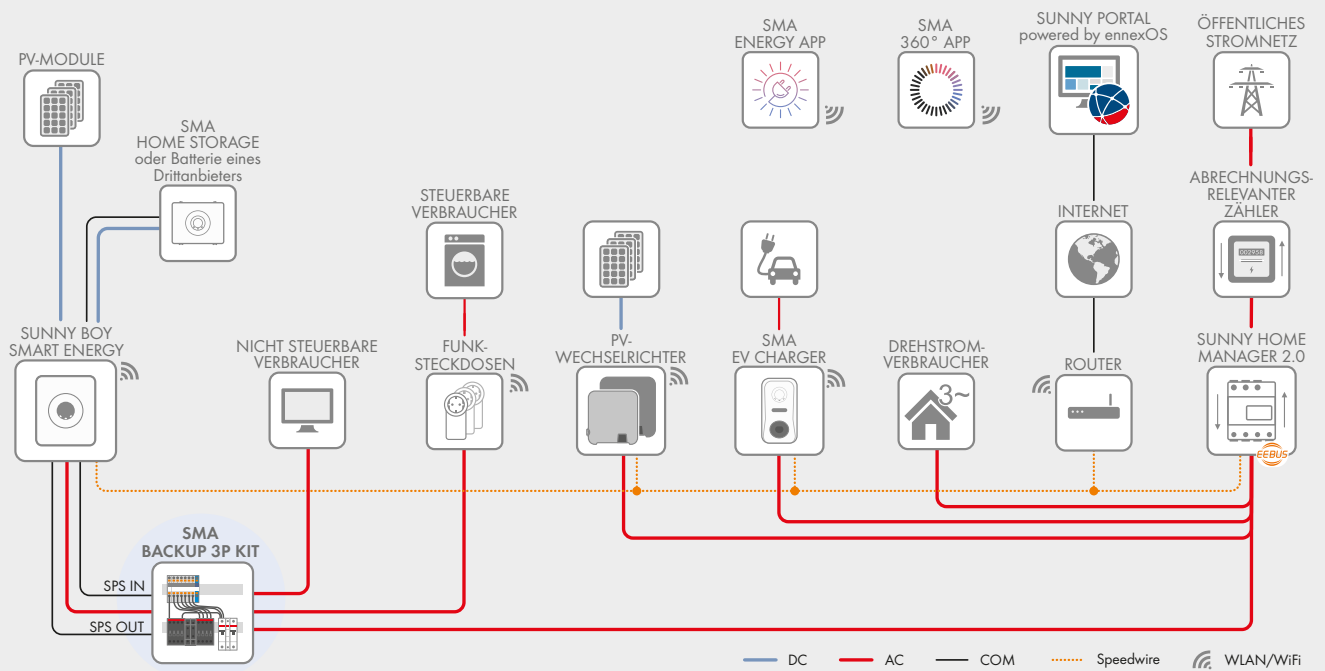 SMA
ENERGY APP
SMA
360° APP
SUNNY PORTAL
powered by ennexOS
ÖFFENTLICHES
STROMNETZ
PV-MODULE
SMA
HOME STORAGE
oder Batterie eines
Drittanbieters
STEUERBARE
VERBRAUCHER
INTERNET
ABRECHNUNGS-
RELEVANTER
ZÄHLER
SUNNY BOY
SMART ENERGY
NICHT STEUERBARE
VERBRAUCHER
FUNK-
STECKDOSEN
PV-
WECHSELRICHTER
SMA
EV CHARGER
DREHSTROM-
VERBRAUCHER
3~
ROUTER
SUNNY HOME
MANAGER 2.0
EEBUS
SMA
BACKUP 3P KIT
SPS IN
SPS OUT
DC
AC
COM
Speedwire
WLAN/WiFi